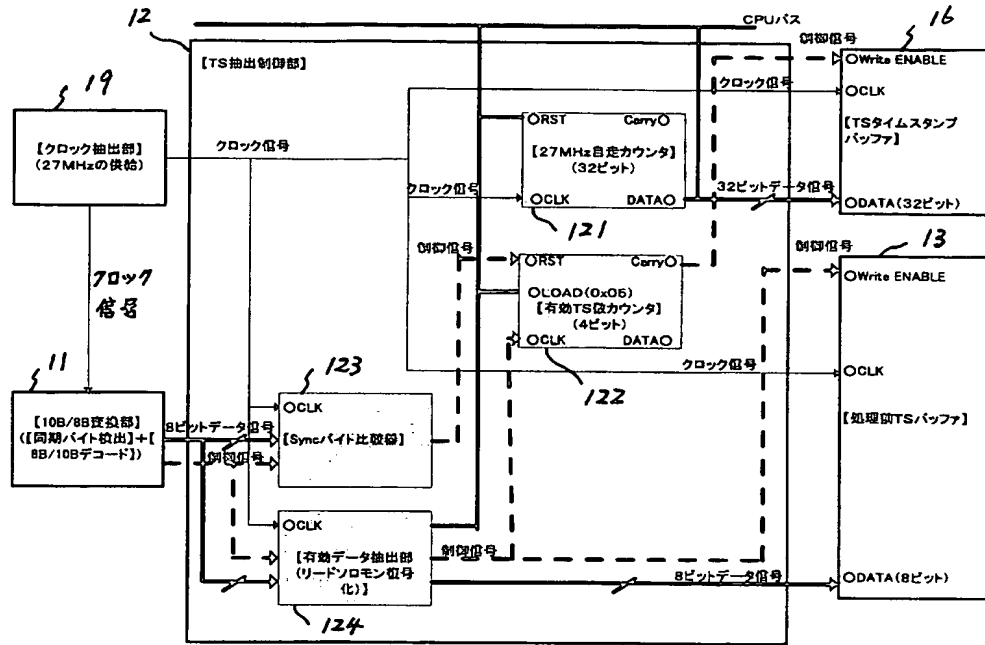 12
CPUバス
16
【TS抽出制御部】
制御信号
OWrite ENABLE
19
クロック信号
OCLK
【クロック抽出部】
(27MHzの供給)
クロック信号
ORST
CarryO
【TSタイムスタンプ
バッファ】
【27MHz自走カウンタ】
(32ビット)
クロック信号
32ビットデータ信号
OCLK
DATAO
ODATA(32ビット)
121
制御信号
制御信号
13
ORST
CarryO
OWrite ENABLE
OLOAD(0x05)
【有効TS数カウンタ】
(4ビット)
クロック
信号
OCLK
DATAO
122
クロック信号
OCLK
11
123
【10B/8B変換部】
(【同期バイト検出】+【
8B/10Bデコード】)
8ビットデータ信号
OCLK
【Syncバイト比較器】
【処理前TSバッファ】
制御信号
OCLK
【有効データ抽出部
(リードソロモン復号
化)】
制御信号
8ビットデータ信号
ODATA(8ビット)
124